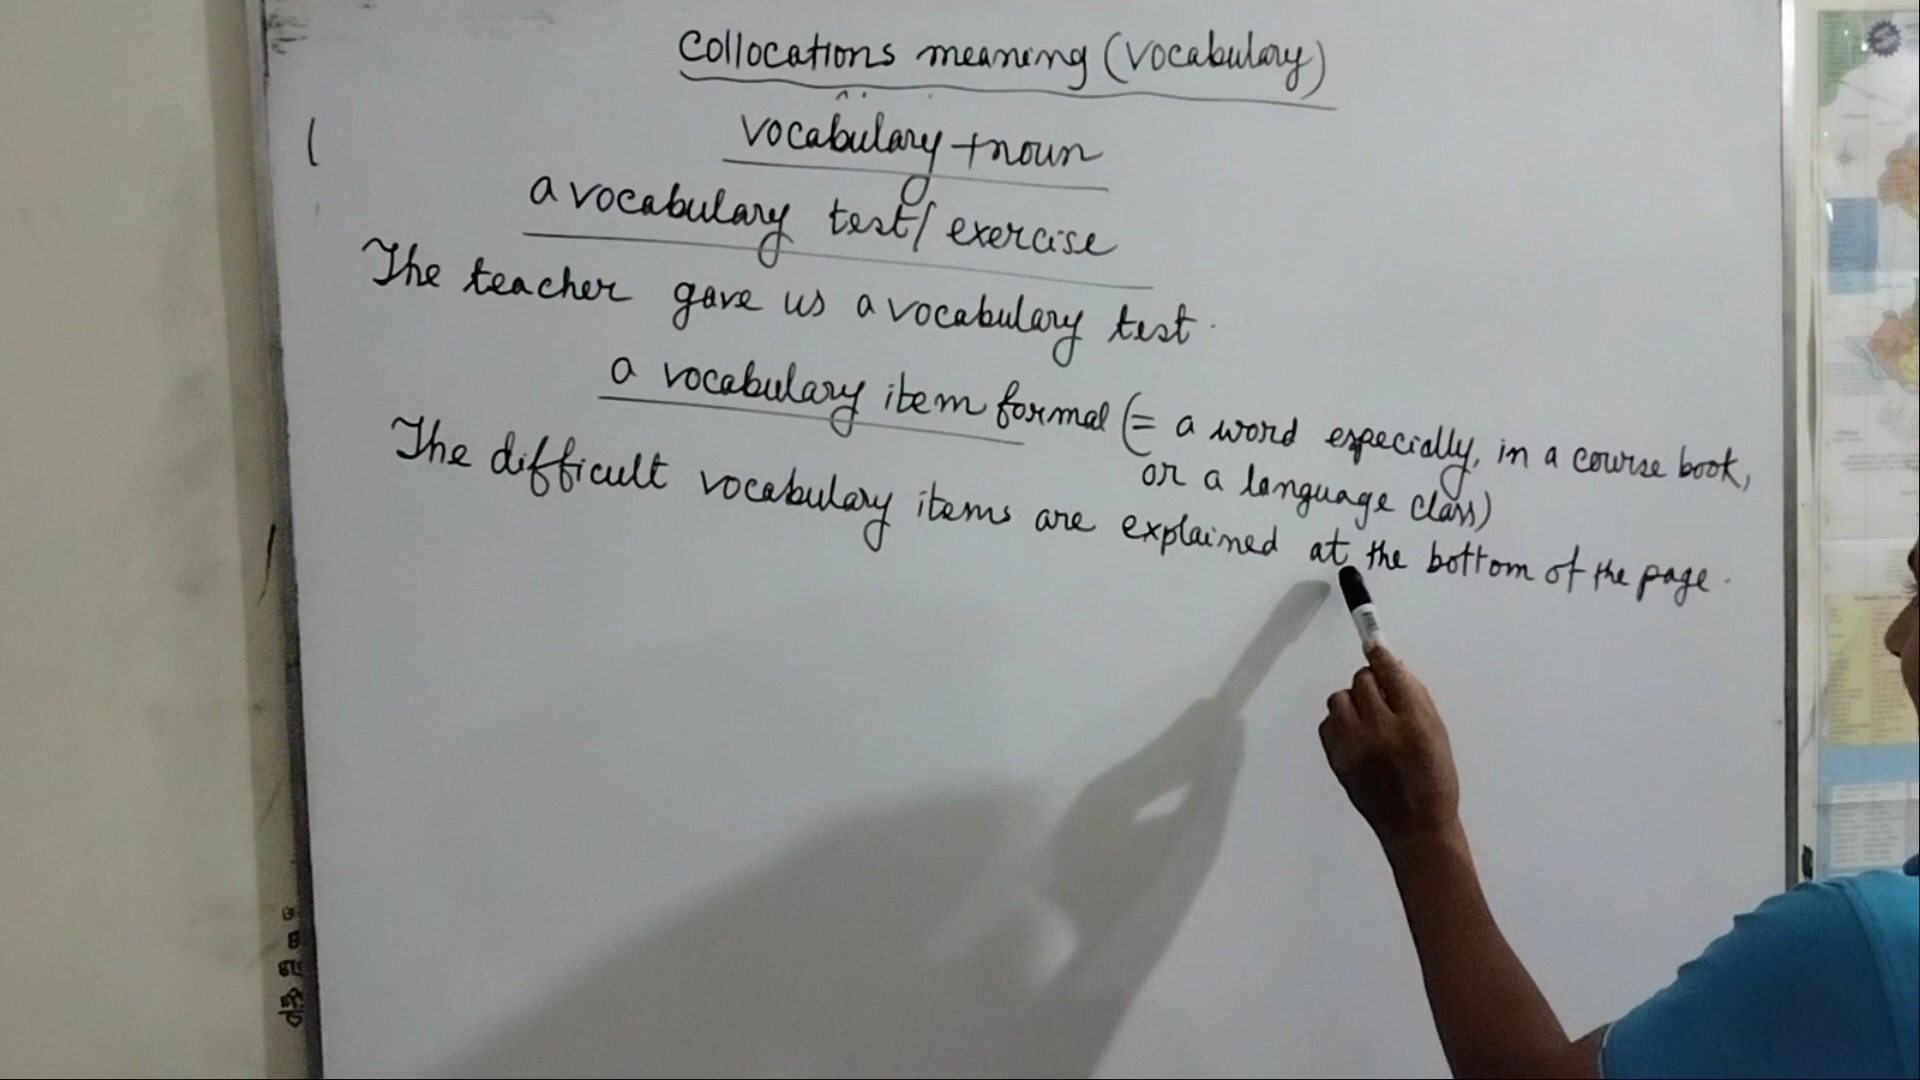 Collocations meaning (vocabulary)
vocabulary + noun
a vocabulary test/ exercise
The teacher gave us a vocabulary test.
a vocabulary item formal (= a word especially, in a course book,
or a language class)
The difficult vocabulary items are explained at the bottom of the page.